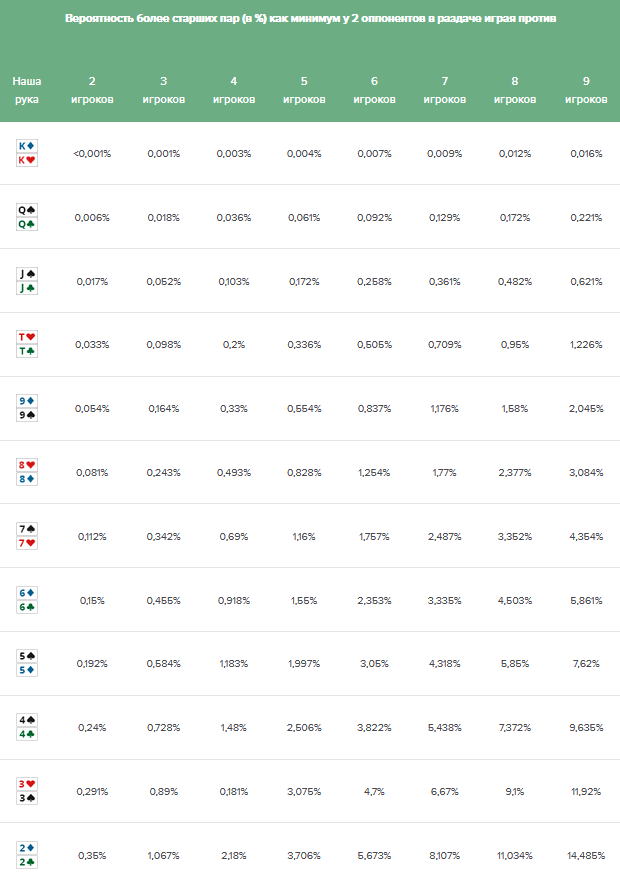 Вероятность более старших пар (в %) как минимум у 2 оппонентов в раздаче играя против
Наша рука 2 игроков 3 игроков 4 игроков 5 игроков 6 игроков 7 игроков 8 игроков 9 игроков
K♦ K♥ <0,001% 0,001% 0,003% 0,004% 0,007% 0,009% 0,012% 0,016%
Q♠ Q♣ 0,006% 0,018% 0,036% 0,061% 0,092% 0,129% 0,172% 0,221%
J♠ J♣ 0,017% 0,052% 0,103% 0,172% 0,258% 0,361% 0,482% 0,621%
T♥ T♣ 0,033% 0,098% 0,2% 0,336% 0,505% 0,709% 0,95% 1,226%
9♦ 9♠ 0,054% 0,164% 0,33% 0,554% 0,837% 1,176% 1,58% 2,045%
8♥ 8♦ 0,081% 0,243% 0,493% 0,828% 1,254% 1,77% 2,377% 3,084%
7♠ 7♥ 0,112% 0,342% 0,69% 1,16% 1,757% 2,487% 3,352% 4,354%
6♦ 6♣ 0,15% 0,455% 0,918% 1,55% 2,353% 3,335% 4,503% 5,861%
5♠ 5♦ 0,192% 0,584% 1,183% 1,997% 3,05% 4,318% 5,85% 7,62%
4♠ 4♣ 0,24% 0,728% 1,48% 2,506% 3,822% 5,438% 7,372% 9,635%
3♥ 3♠ 0,291% 0,89% 0,181% 3,075% 4,7% 6,67% 9,1% 11,92%
2♦ 2♣ 0,35% 1,067% 2,18% 3,706% 5,673% 8,107% 11,034% 14,485%